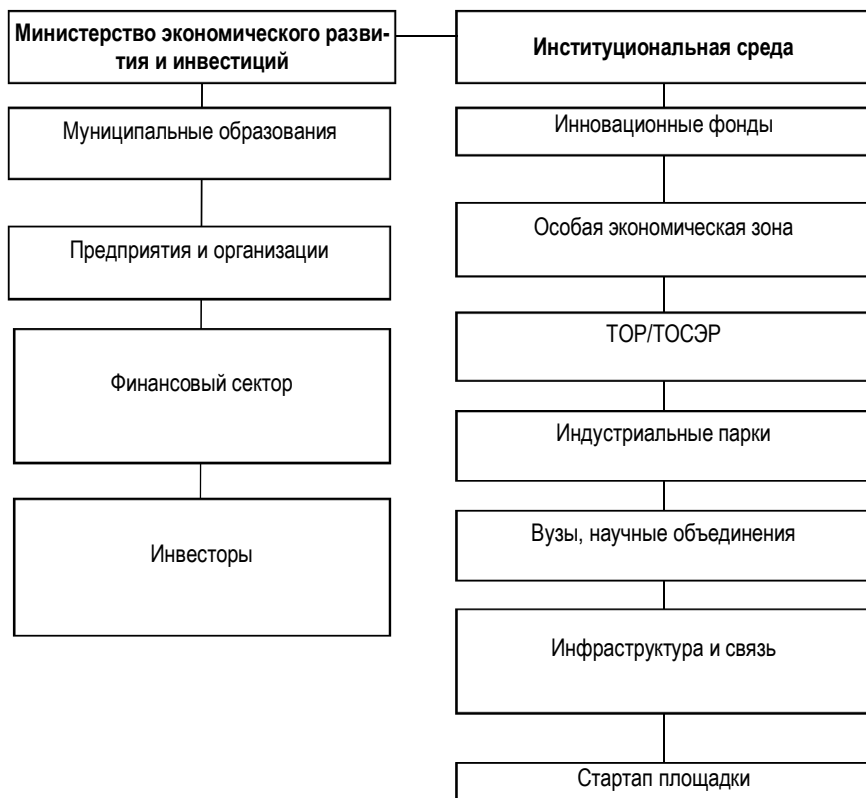 Министерство экономического разви-
тия и инвестиций
Муниципальные образования
Предприятия и организации
Финансовый сектор
Инвесторы
Институциональная среда
Инновационные фонды
Особая экономическая зона
ТОР/ТОСЭР
Индустриальные парки
Вузы, научные объединения
Инфраструктура и связь
Стартап площадки